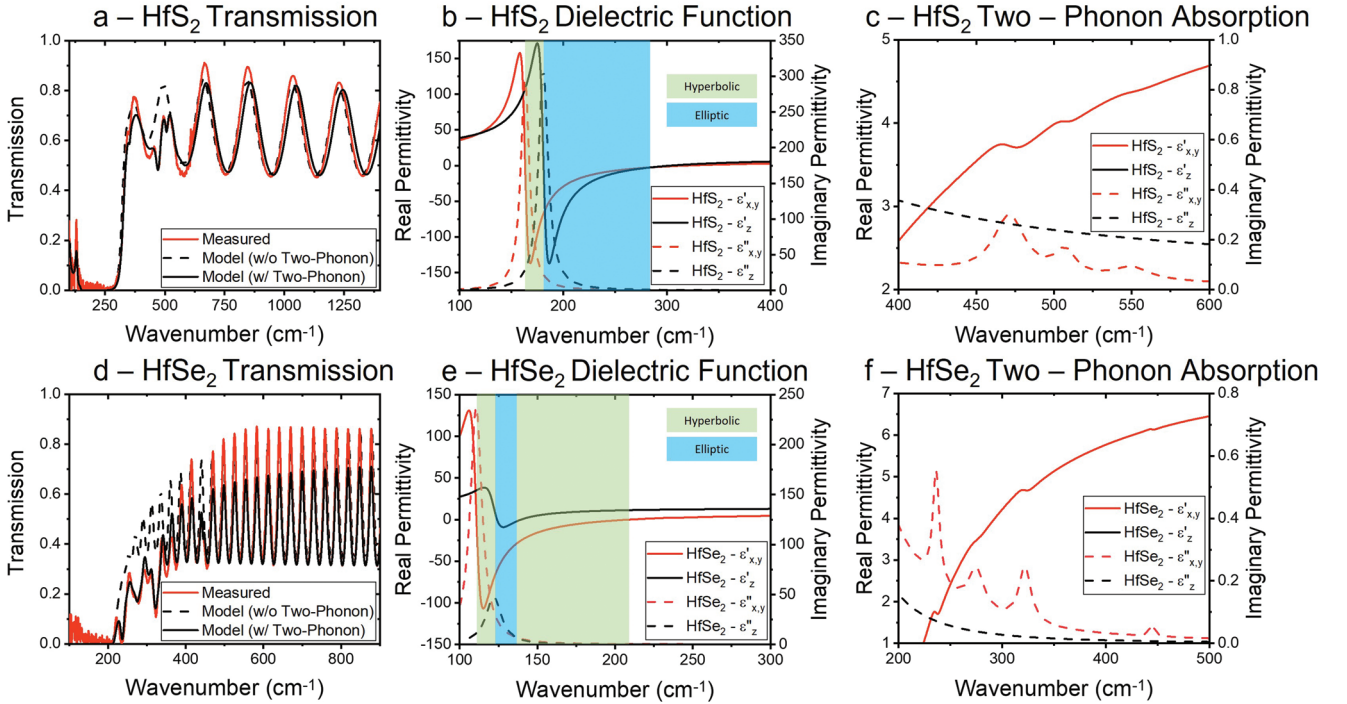 a – HfS₂ Transmission
1.0
0.8
0.6
0.4
0.2
0.0
Transmission
250 500 750 1000 1250
Wavenumber (cm⁻¹)
Measured
Model (w/o Two-Phonon)
Model (w/ Two-Phonon)
b – HfS₂ Dielectric Function
150
100
50
0
-50
-100
-150
Real Permittivity
350
300
250
200
150
100
50
0
Imaginary Permittivity
100 200 300 400
Wavenumber (cm⁻¹)
Hyperbolic
Elliptic
HfS₂ - ε'x,y
HfS₂ - ε'z
HfS₂ - ε"x,y
HfS₂ - ε"z
c – HfS₂ Two – Phonon Absorption
5
4
3
2
Real Permittivity
1.0
0.8
0.6
0.4
0.2
0.0
Imaginary Permittivity
400 450 500 550 600
Wavenumber (cm⁻¹)
HfS₂ - ε'x,y
HfS₂ - ε'z
HfS₂ - ε"x,y
HfS₂ - ε"z
d – HfSe₂ Transmission
1.0
0.8
0.6
0.4
0.2
0.0
Transmission
200 400 600 800
Wavenumber (cm⁻¹)
Measured
Model (w/o Two-Phonon)
Model (w/ Two-Phonon)
e – HfSe₂ Dielectric Function
150
100
50
0
-50
-100
-150
Real Permittivity
250
200
150
100
50
0
Imaginary Permittivity
100 150 200 250 300
Wavenumber (cm⁻¹)
Hyperbolic
Elliptic
HfSe₂ - ε'x,y
HfSe₂ - ε'z
HfSe₂ - ε"x,y
HfSe₂ - ε"z
f – HfSe₂ Two – Phonon Absorption
7
6
5
4
3
2
1
Real Permittivity
0.8
0.6
0.4
0.2
0.0
Imaginary Permittivity
200 300 400 500
Wavenumber (cm⁻¹)
HfSe₂ - ε'x,y
HfSe₂ - ε'z
HfSe₂ - ε"x,y
HfSe₂ - ε"z